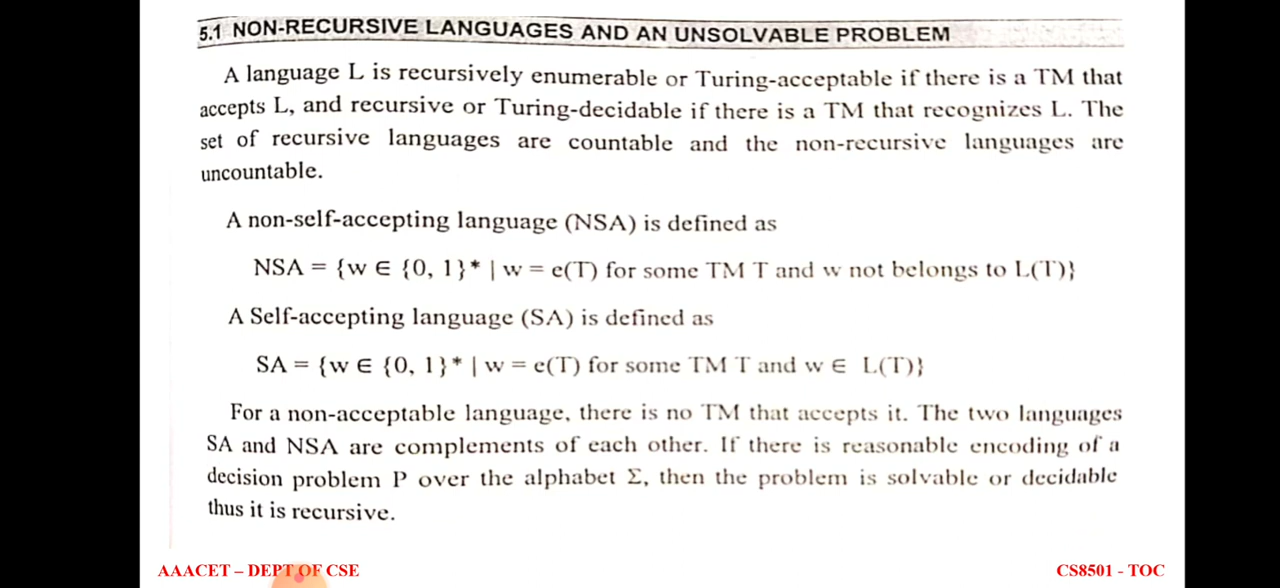 5.1 NON-RECURSIVE LANGUAGES AND AN UNSOLVABLE PROBLEM
A language L is recursively enumerable or Turing-acceptable if there is a TM that
accepts L, and recursive or Turing-decidable if there is a TM that recognizes L. The
set of recursive languages are countable and the non-recursive languages are
uncountable.
A non-self-accepting language (NSA) is defined as
NSA = {w ∈ {0, 1}* | w = e(T) for some TM T and w not belongs to L(T)}
A Self-accepting language (SA) is defined as
SA = {w ∈ {0, 1}* | w = e(T) for some TM T and w ∈ L(T)}
For a non-acceptable language, there is no TM that accepts it. The two languages
SA and NSA are complements of each other. If there is reasonable encoding of a
decision problem P over the alphabet Σ, then the problem is solvable or decidable
thus it is recursive.
AAACET – DEPT OF CSE
CS8501 - TOC